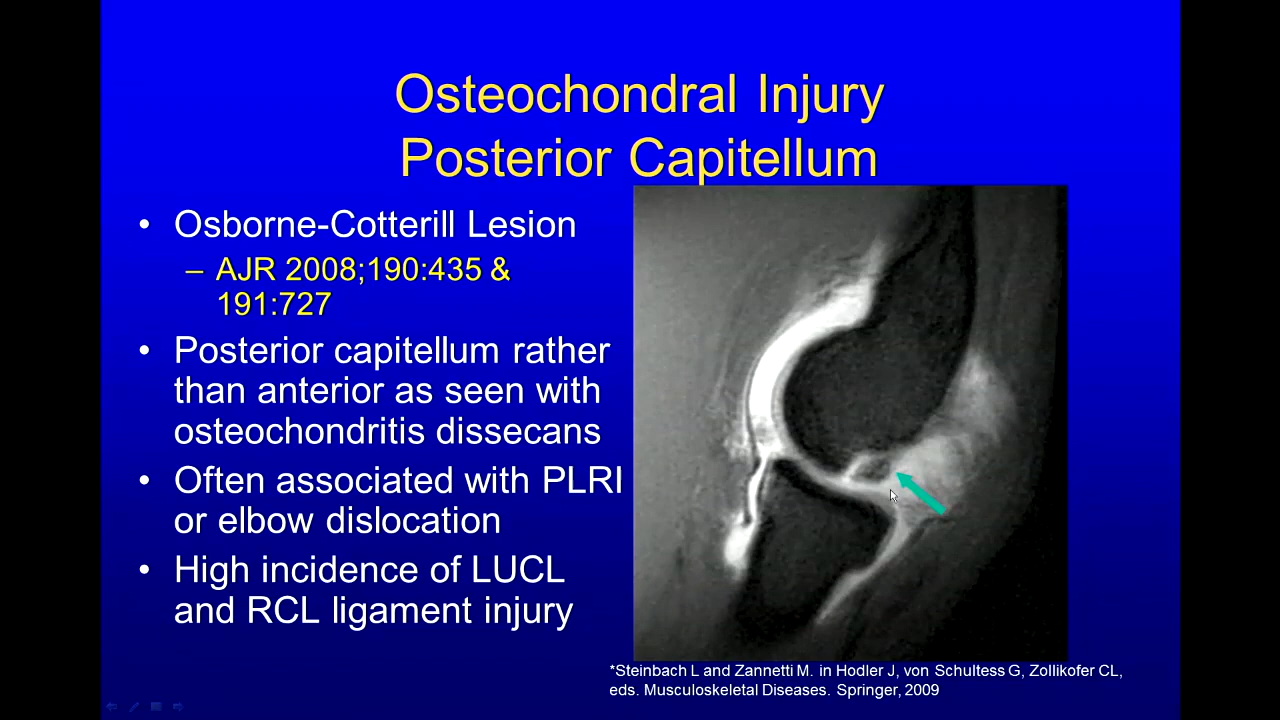 Osteochondral Injury
Posterior Capitellum
• Osborne-Cotterill Lesion
– AJR 2008;190:435 &
191:727
• Posterior capitellum rather
than anterior as seen with
osteochondritis dissecans
• Often associated with PLRI
or elbow dislocation
• High incidence of LUCL
and RCL ligament injury
*Steinbach L and Zannetti M. in Hodler J, von Schultess G, Zollikofer CL,
eds. Musculoskeletal Diseases. Springer, 2009